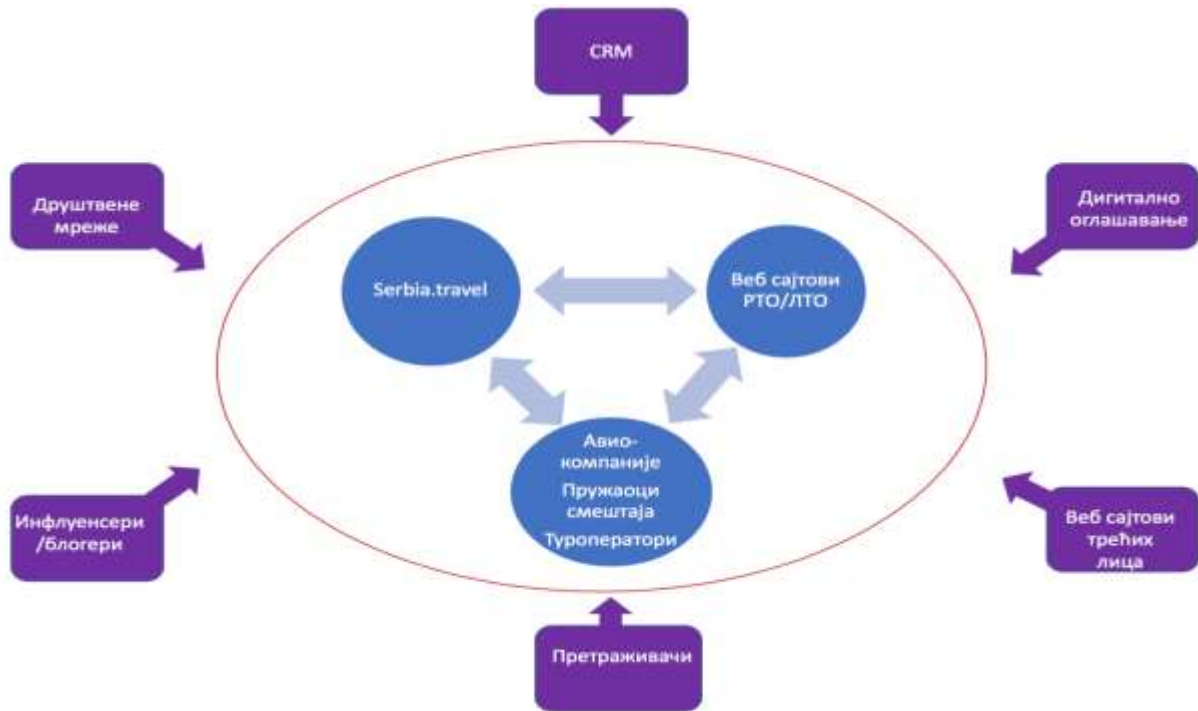 CRM
Друштвене
мреже
Дигитално
оглашавање
Serbia.travel
Веб сајтови
РТО/ЛТО
Авио-
компаније
Пружаоци
смештаја
Туроператори
Инфлуенсери
/блогери
Веб сајтови
трећих
лица
Претраживачи